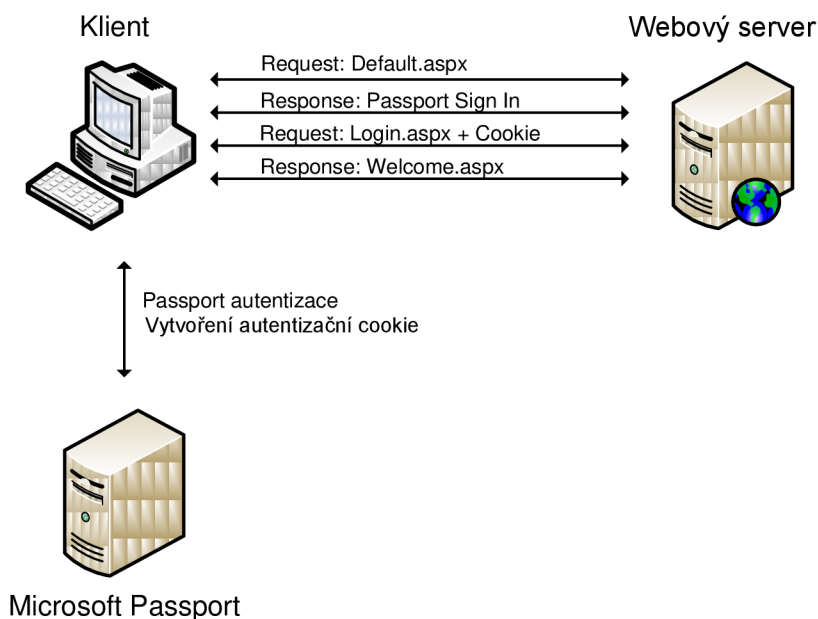 Klient
Webový server
Request: Default.aspx
Response: Passport Sign In
Request: Login.aspx + Cookie
Response: Welcome.aspx
Passport autentizace
Vytvoření autentizační cookie
Microsoft Passport